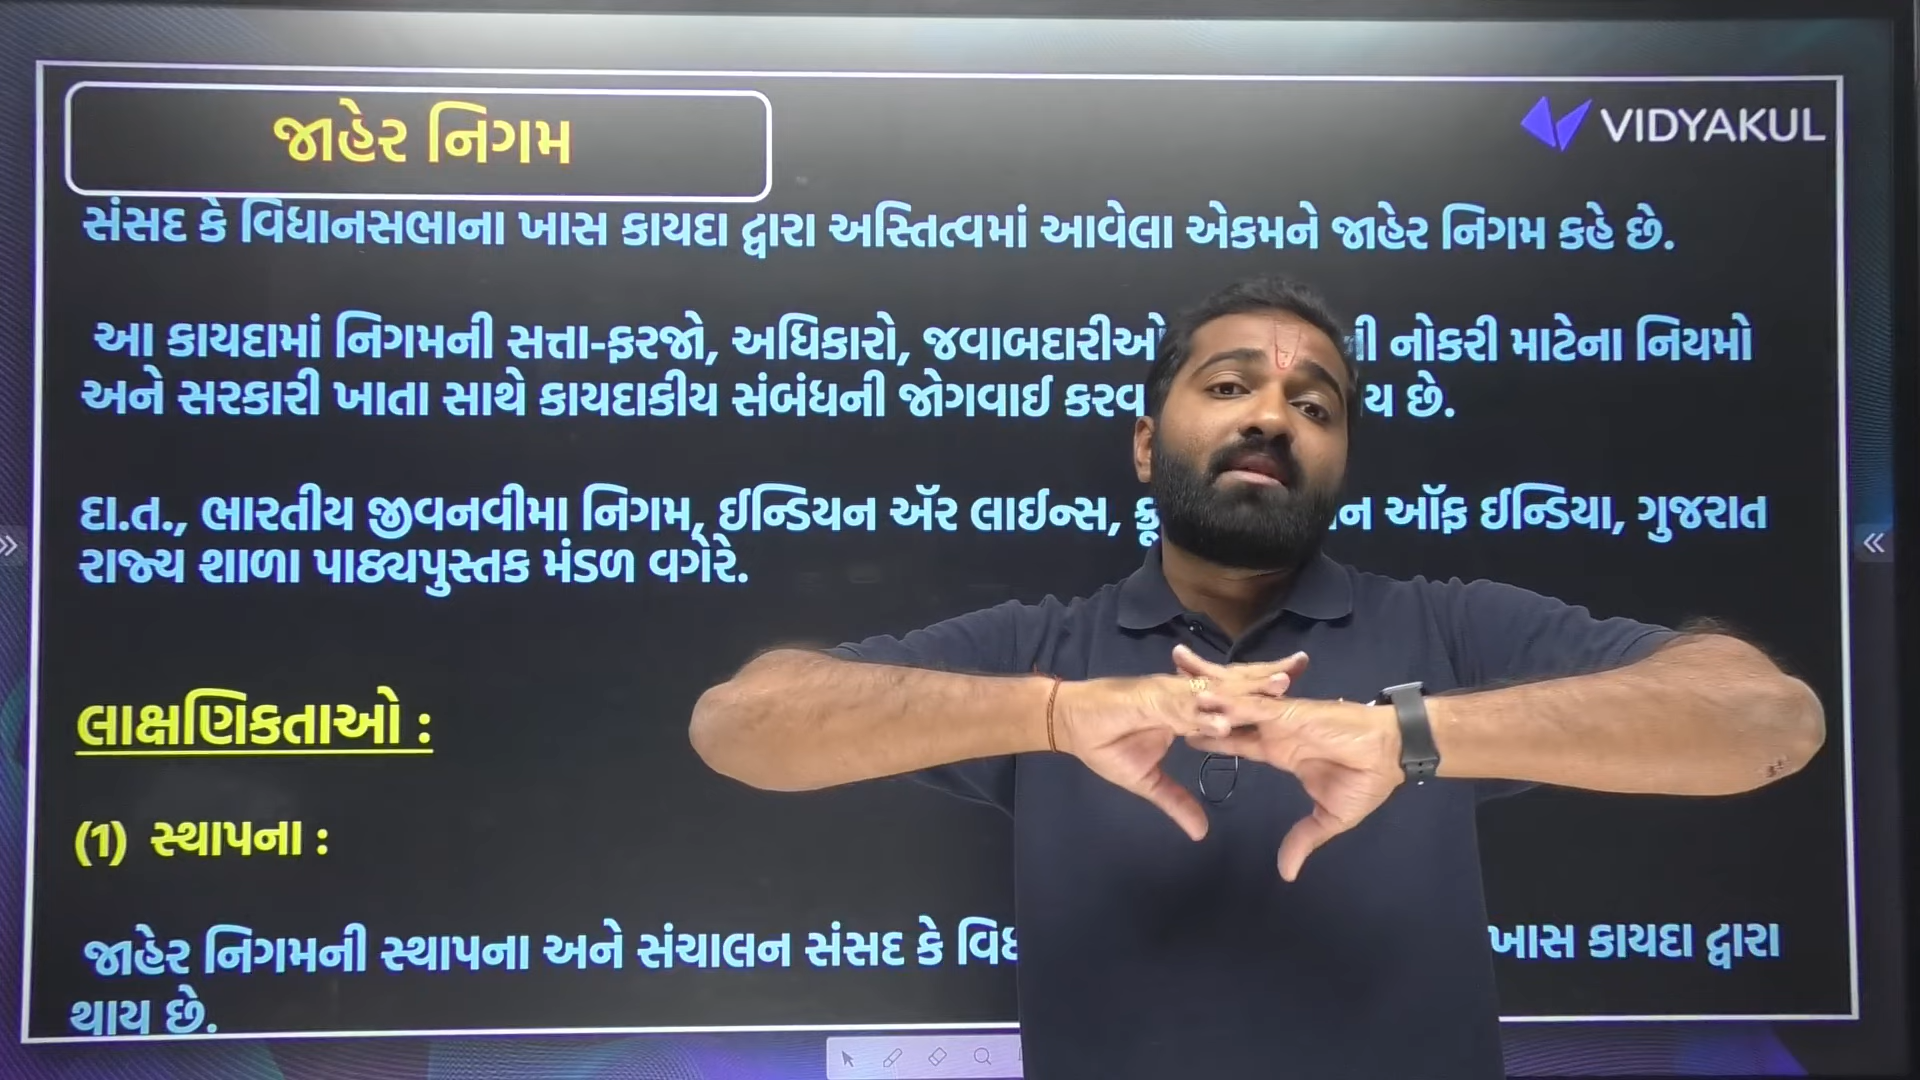 જાહેર નિગમ
VIDYAKUL
સંસદ કે વિધાનસભાના ખાસ કાયદા દ્વારા અસ્તિત્વમાં આવેલા એકમને જાહેર નિગમ કહે છે.
આ કાયદામાં નિગમની સત્તા-ફરજો, અધિકારો, જવાબદારીઓ નોકરી માટેના નિયમો
અને સરકારી ખાતા સાથે કાયદાકીય સંબંધની જોગવાઈ છે.
દા.ત., ભારતીય જીવનવીમા નિગમ, ઈન્ડિયન ઍર લાઈન્સ, ઑફ ઈન્ડિયા, ગુજરાત
રાજ્ય શાળા પાઠ્યપુસ્તક મંડળ વગેરે.
લાક્ષણિકતાઓ :
(1) સ્થાપના :
જાહેર નિગમની સ્થાપના અને સંચાલન સંસદ કે ખાસ કાયદા દ્વારા
થાય છે.